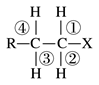 H H
④ ①
R—C—C—X
③ ②
H H